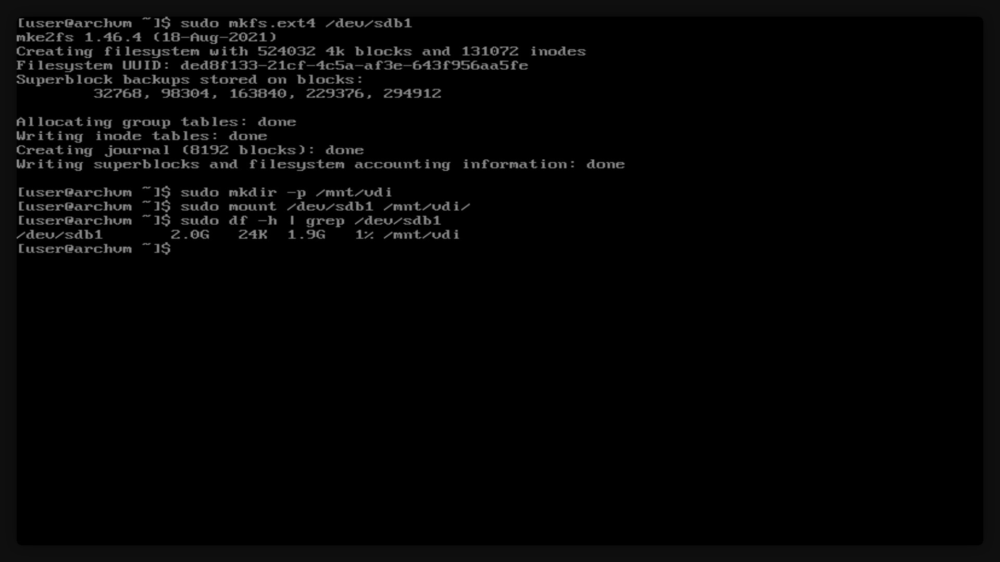 [user@archvm ~]$ sudo mkfs.ext4 /dev/sdb1
mke2fs 1.46.4 (18-Aug-2021)
Creating filesystem with 524032 4k blocks and 131072 inodes
Filesystem UUID: ded8f133-21cf-4c5a-af3e-643f956aa5fe
Superblock backups stored on blocks:
        32768, 98304, 163840, 229376, 294912

Allocating group tables: done
Writing inode tables: done
Creating journal (8192 blocks): done
Writing superblocks and filesystem accounting information: done

[user@archvm ~]$ sudo mkdir -p /mnt/vdi
[user@archvm ~]$ sudo mount /dev/sdb1 /mnt/vdi/
[user@archvm ~]$ sudo df -h | grep /dev/sdb1
/dev/sdb1       2.0G   24K  1.9G   1% /mnt/vdi
[user@archvm ~]$